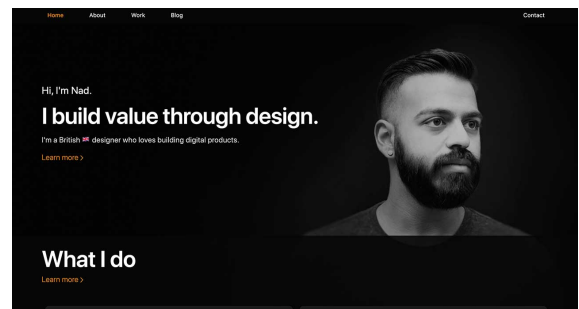 Home About Work Blog Contact
Hi, I'm Nad.
I build value through design.
I'm a British 🇬🇧 designer who loves building digital products.
Learn more >
What I do
Learn more >